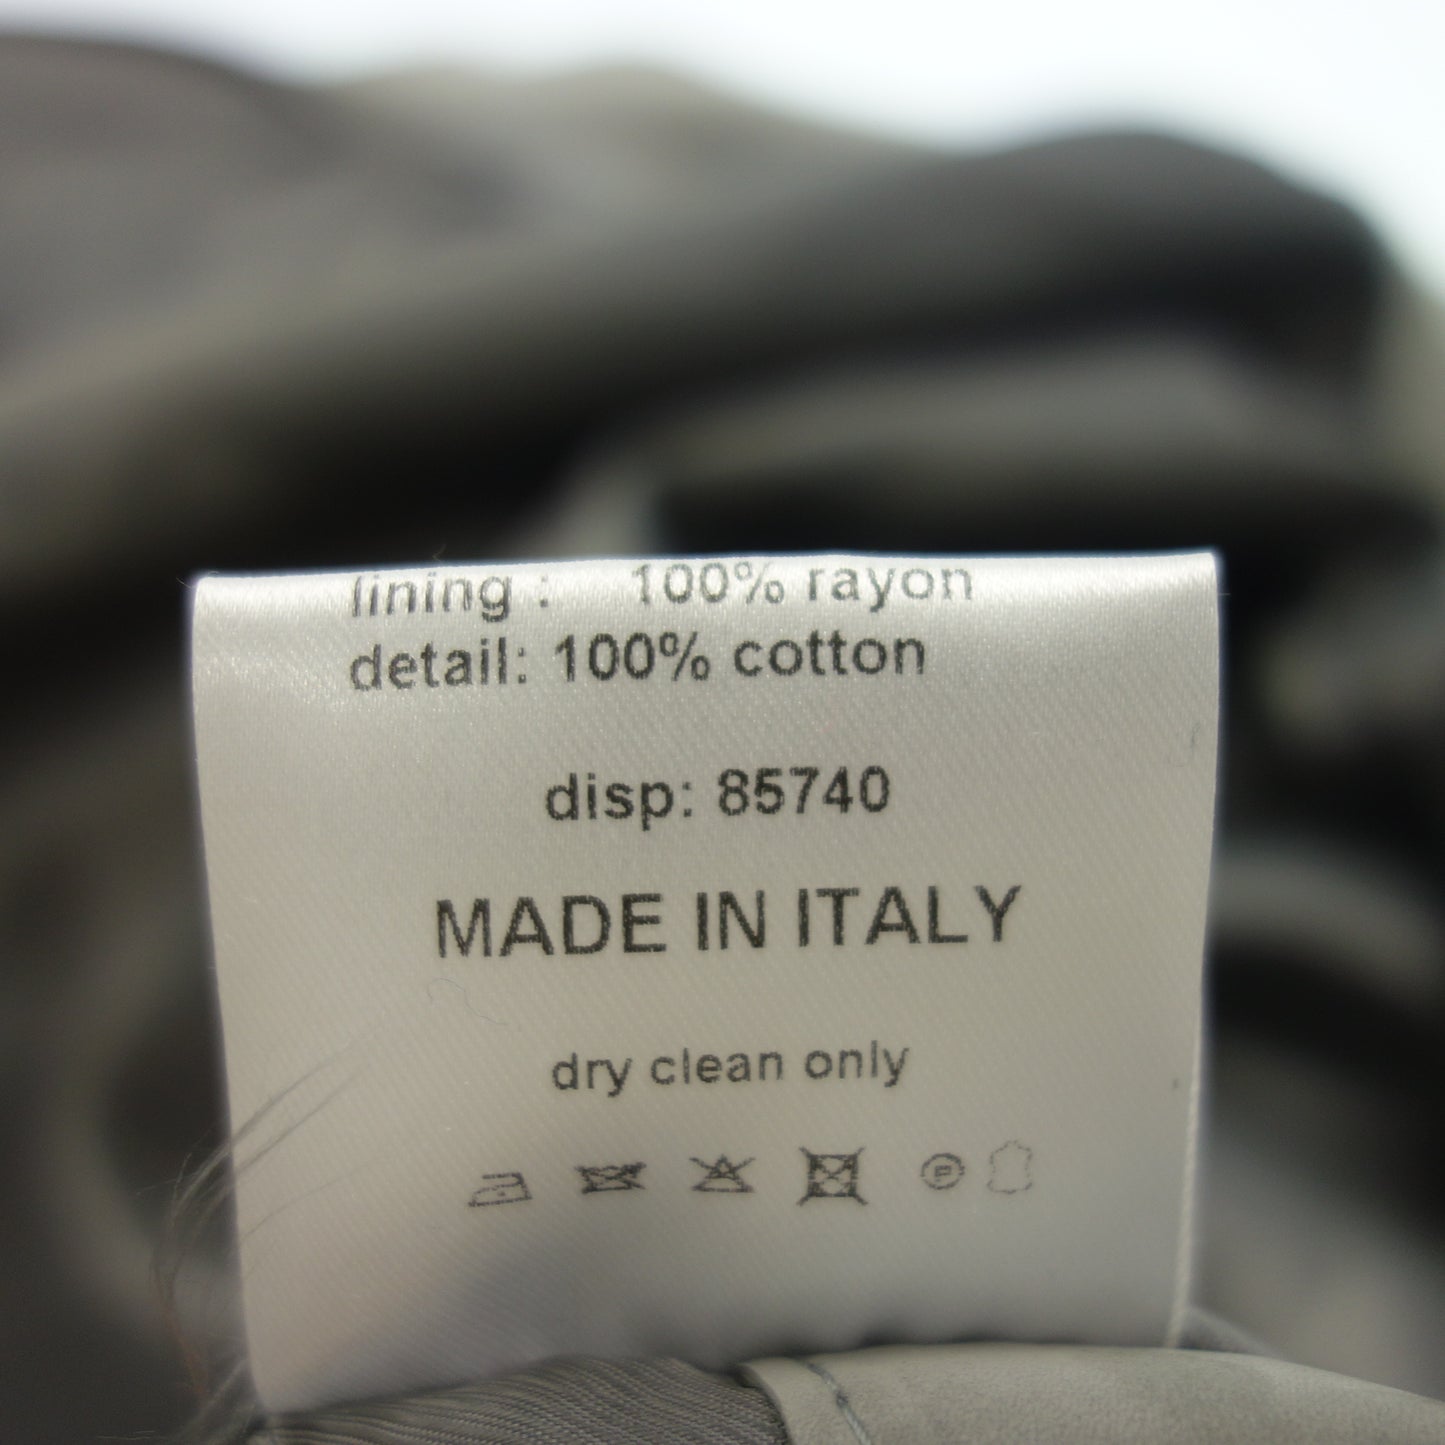 lining : 100% rayon
detail: 100% cotton
disp: 85740
MADE IN ITALY
dry clean only
P